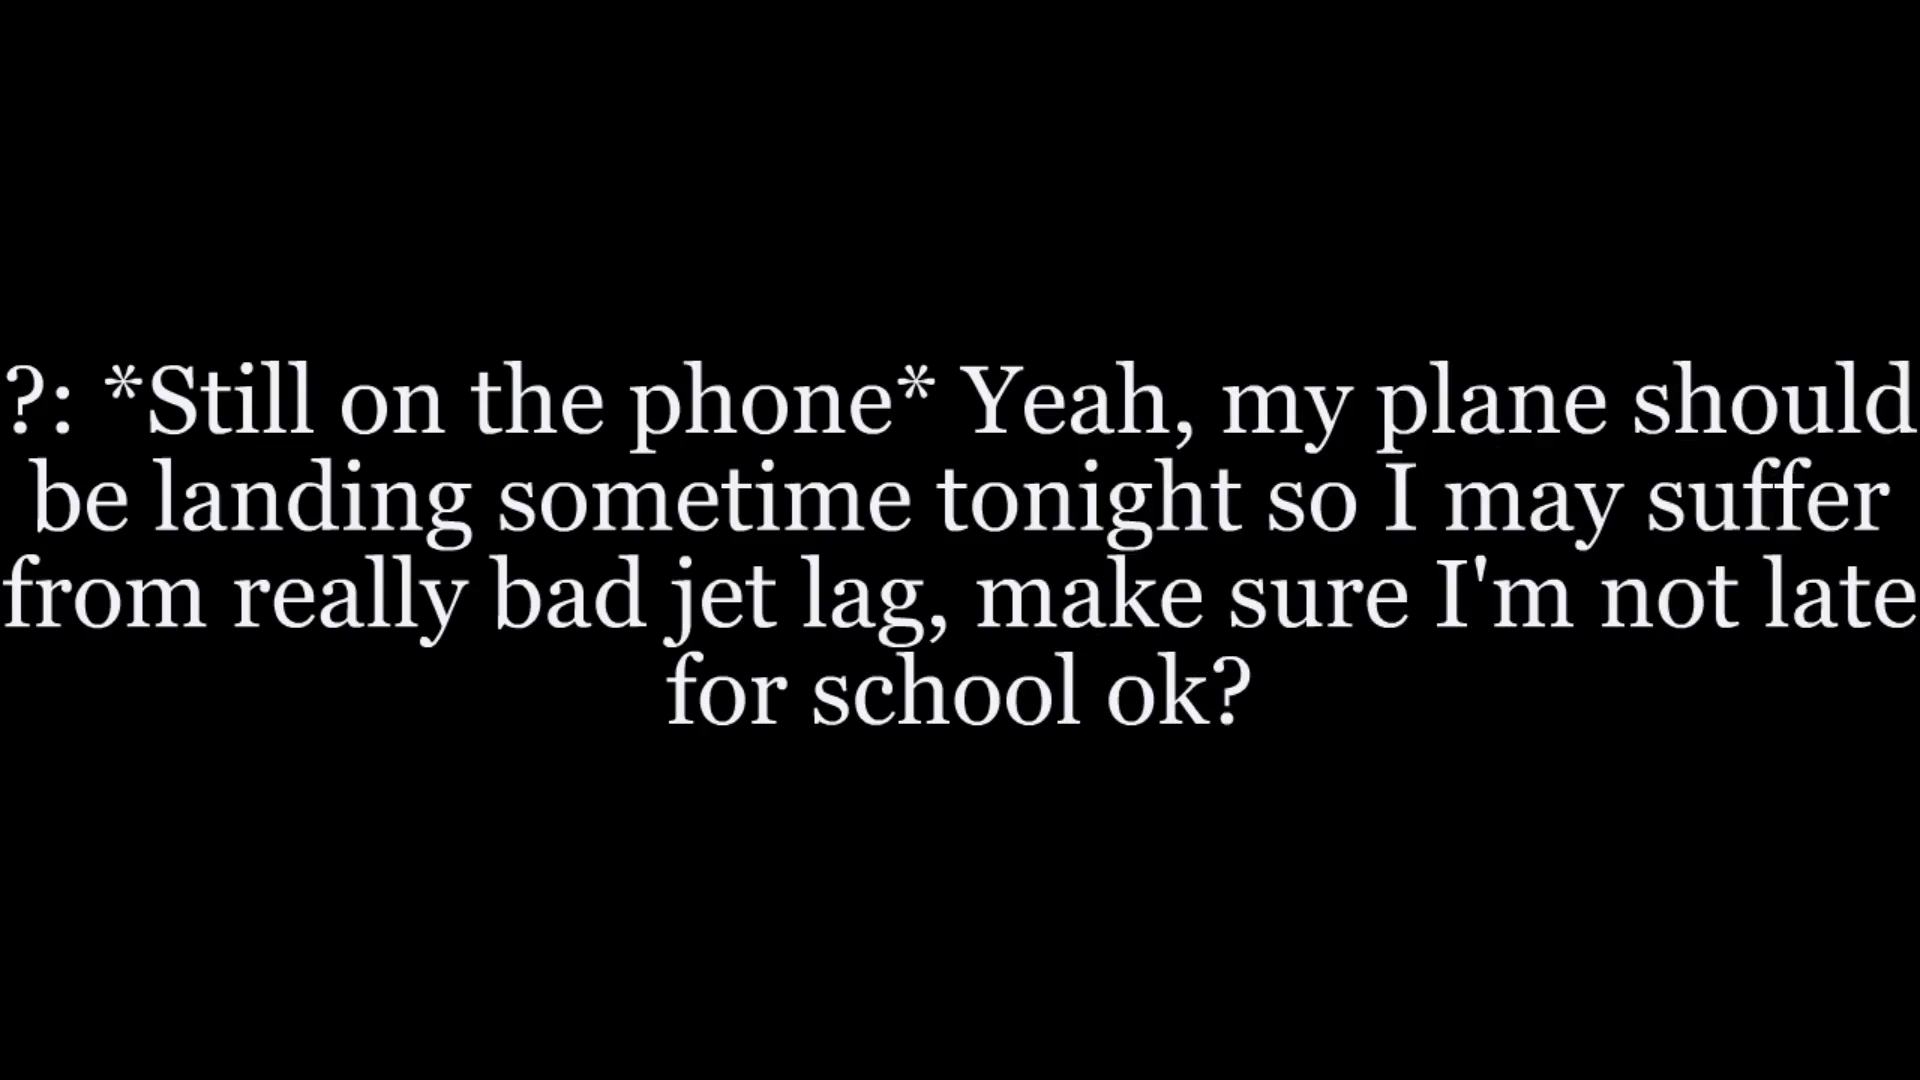 ?: *Still on the phone* Yeah, my plane should
be landing sometime tonight so I may suffer
from really bad jet lag, make sure I'm not late
for school ok?